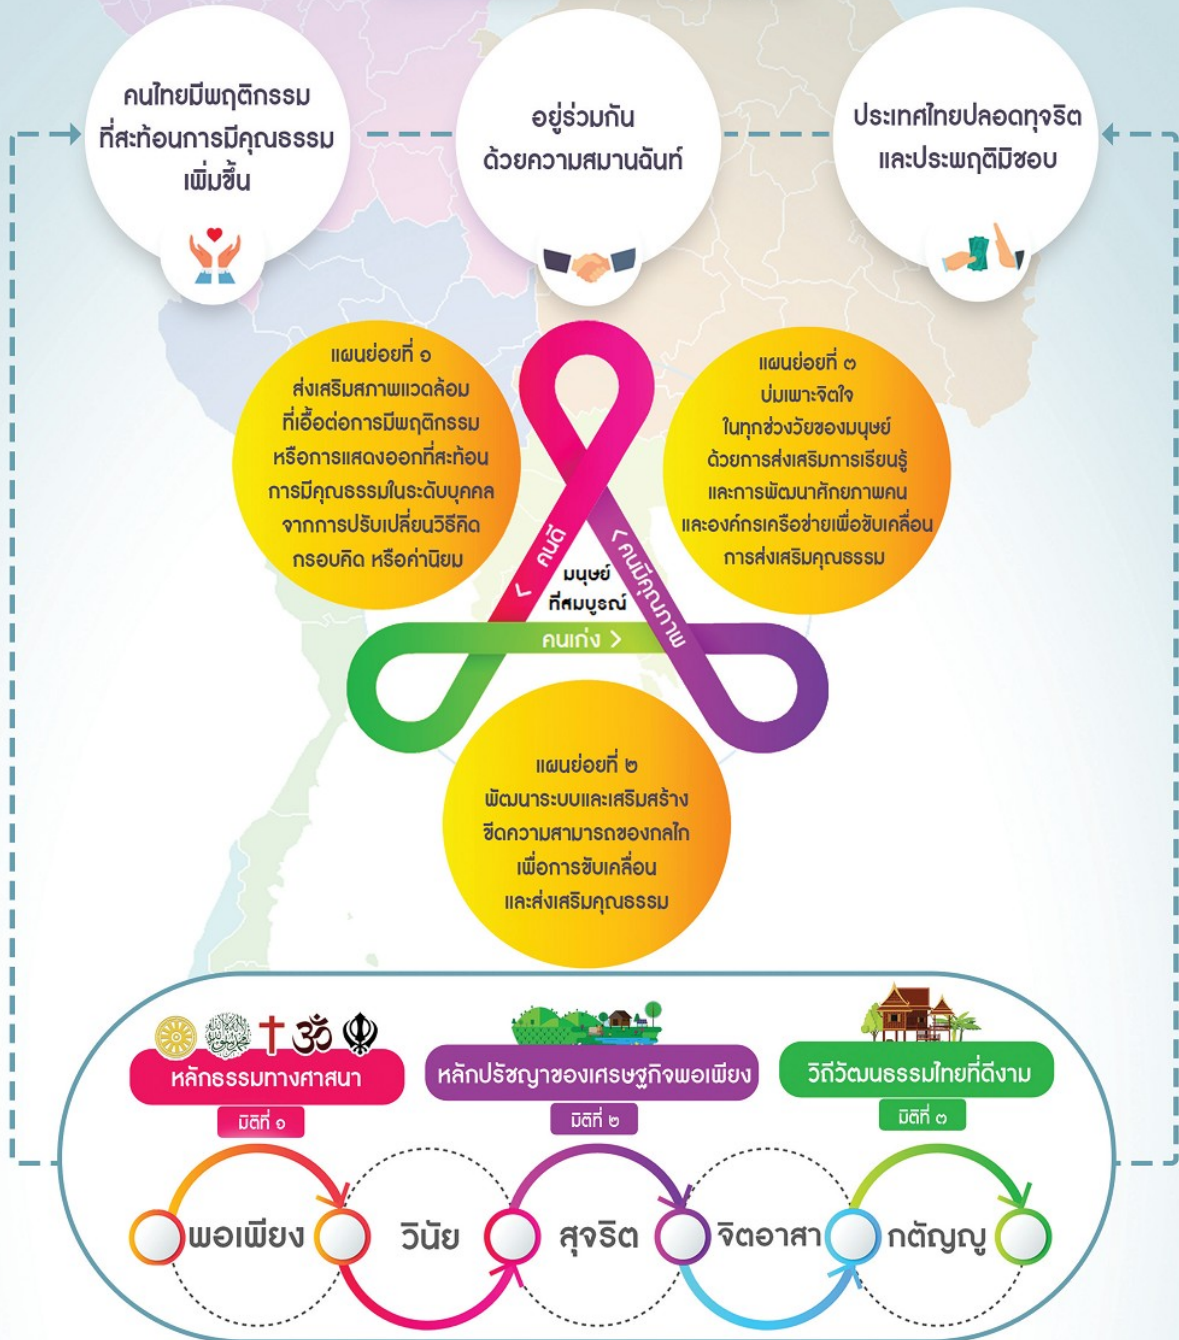 คนไทยมีพฤติกรรม
ที่สะท้อนการมีคุณธรรม
เพิ่มขึ้น
อยู่ร่วมกัน
ด้วยความสมานฉันท์
ประเทศไทยปลอดทุจริต
และประพฤติมิชอบ
แผนย่อยที่ ๑
ส่งเสริมสภาพแวดล้อม
ที่เอื้อต่อการมีพฤติกรรม
หรือการแสดงออกที่สะท้อน
การมีคุณธรรมในระดับบุคคล
จากการปรับเปลี่ยนวิธีคิด
กรอบคิด หรือค่านิยม
แผนย่อยที่ ๓
บ่มเพาะจิตใจ
ในทุกช่วงวัยของมนุษย์
ด้วยการส่งเสริมการเรียนรู้
และการพัฒนาศักยภาพคน
และองค์กรเครือข่ายเพื่อขับเคลื่อน
การส่งเสริมคุณธรรม
< คนดี
< คนมีคุณภาพ
มนุษย์
ที่สมบูรณ์
คนเก่ง >
แผนย่อยที่ ๒
พัฒนาระบบและเสริมสร้าง
ขีดความสามารถของกลไก
เพื่อการขับเคลื่อน
และส่งเสริมคุณธรรม
หลักธรรมทางศาสนา
มิติที่ ๑
หลักปรัชญาของเศรษฐกิจพอเพียง
มิติที่ ๒
วิถีวัฒนธรรมไทยที่ดีงาม
มิติที่ ๓
พอเพียง
วินัย
สุจริต
จิตอาสา
กตัญญู